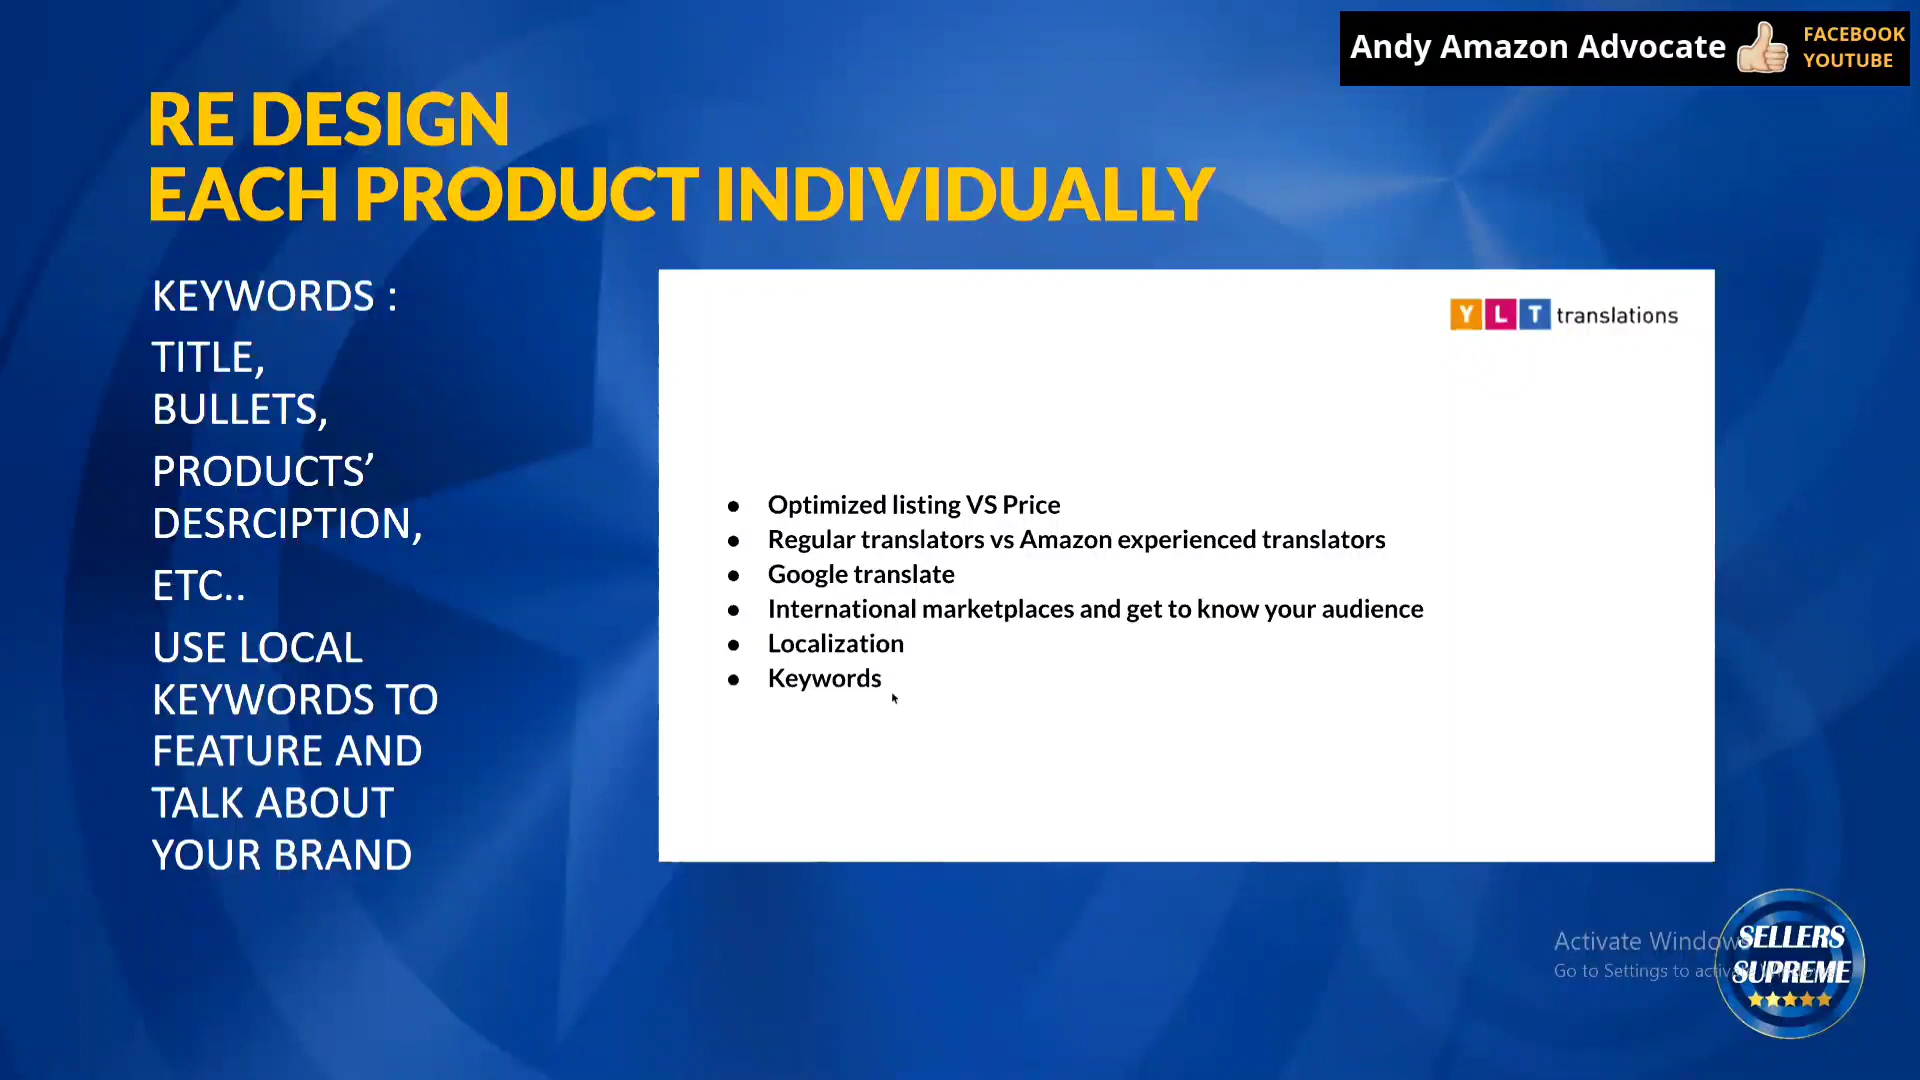 Andy Amazon Advocate
FACEBOOK
YOUTUBE
RE DESIGN
EACH PRODUCT INDIVIDUALLY
KEYWORDS :
TITLE,
BULLETS,
PRODUCTS’
DESRCIPTION,
ETC..
USE LOCAL
KEYWORDS TO
FEATURE AND
TALK ABOUT
YOUR BRAND
YLT translations
● Optimized listing VS Price
● Regular translators vs Amazon experienced translators
● Google translate
● International marketplaces and get to know your audience
● Localization
● Keywords
Activate Windows
Go to Settings to activate
SELLERS
SUPREME